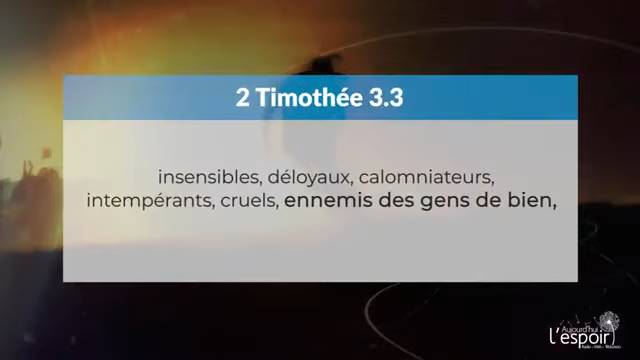 2 Timothée 3.3
insensibles, déloyaux, calomniateurs,
intempérants, cruels, ennemis des gens de bien,
Aujourd'hui
l'espoir